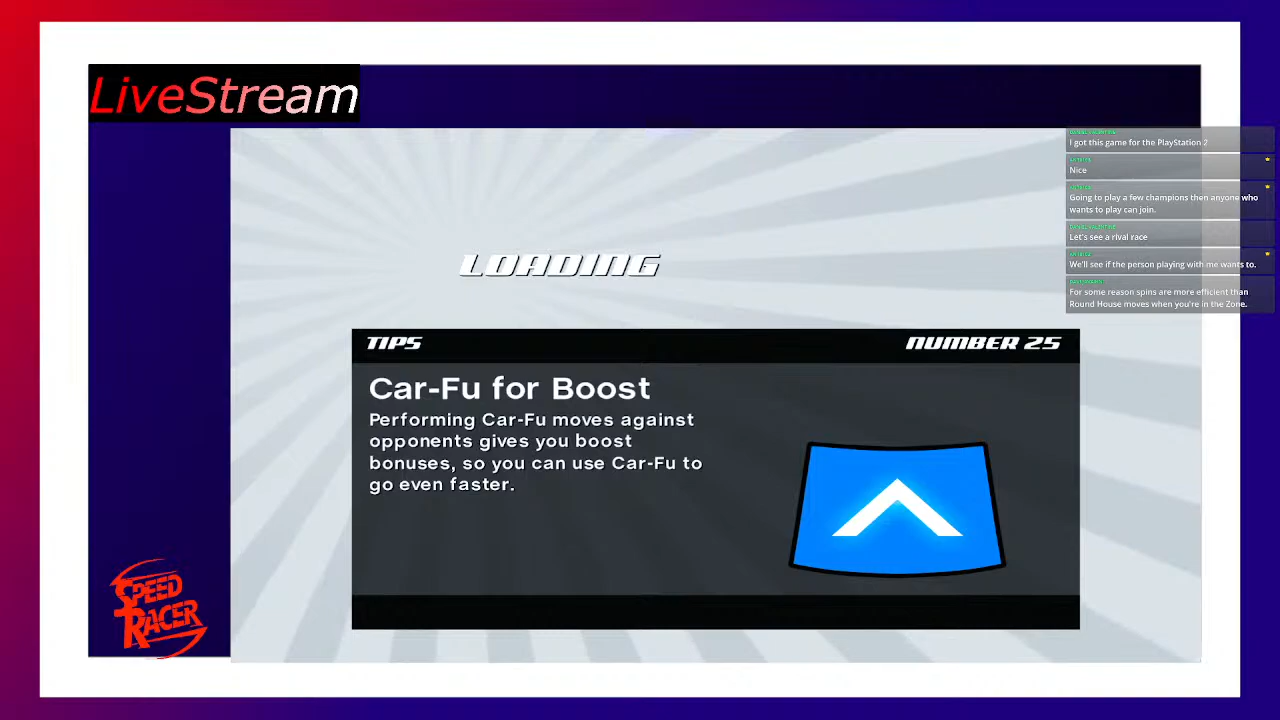 LiveStream
I got this game for the PlayStation 2
Nice
Going to play a few champions then anyone who
wants to play can join.
Let's see a rival race
We'll see if the person playing with me wants to.
For some reason spins are more efficient than
Round House moves when you're in the Zone.
LOADING
TIPS
NUMBER 25
Car-Fu for Boost
Performing Car-Fu moves against
opponents gives you boost
bonuses, so you can use Car-Fu to
go even faster.
SPEED
RACER